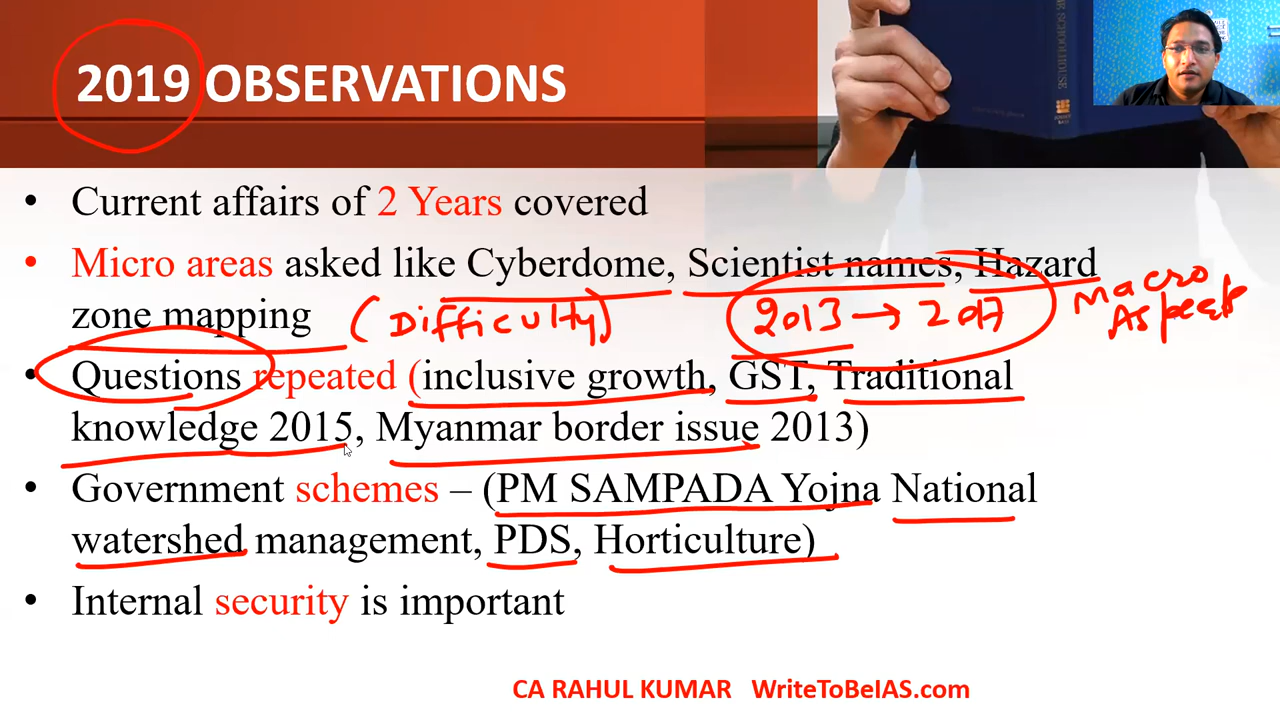 2019 OBSERVATIONS
• Current affairs of 2 Years covered
• Micro areas asked like Cyberdome, Scientist names, Hazard
zone mapping (Difficulty) 2013 → 2017 Macro
Aspects
• Questions repeated (inclusive growth, GST, Traditional
knowledge 2015, Myanmar border issue 2013)
• Government schemes – (PM SAMPADA Yojna National
watershed management, PDS, Horticulture)
• Internal security is important
CA RAHUL KUMAR WriteToBeIAS.com